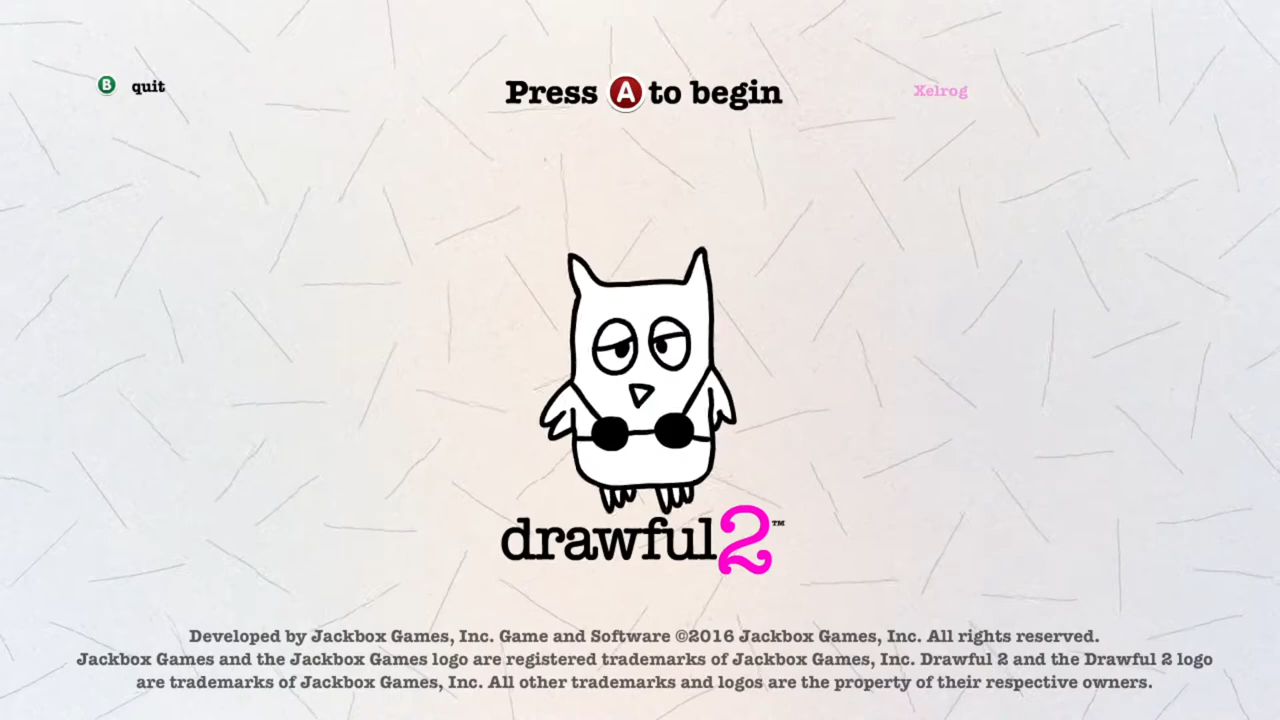 B quit
Press A to begin
Xelrog
drawful 2™
Developed by Jackbox Games, Inc. Game and Software ©2016 Jackbox Games, Inc. All rights reserved.
Jackbox Games and the Jackbox Games logo are registered trademarks of Jackbox Games, Inc. Drawful 2 and the Drawful 2 logo
are trademarks of Jackbox Games, Inc. All other trademarks and logos are the property of their respective owners.